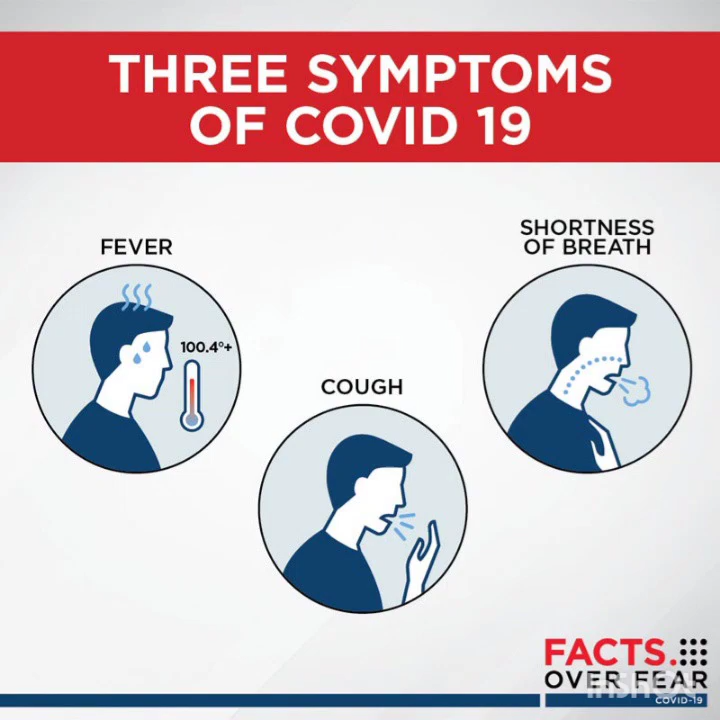 THREE SYMPTOMS
OF COVID 19
FEVER
100.4°+
COUGH
SHORTNESS
OF BREATH
FACTS.
OVER FEAR
COVID-19